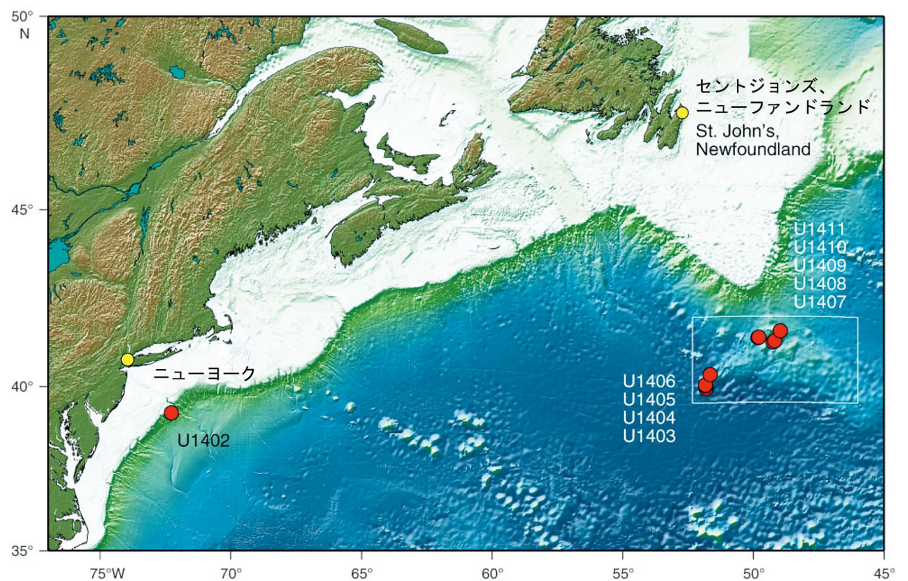 50°
N
セントジョンズ、
ニューファンドランド
St. John's,
Newfoundland
45°
U1411
U1410
U1409
U1408
U1407
ニューヨーク
40°
U1406
U1405
U1404
U1403
U1402
35°
75°W
70°
65°
60°
55°
50°
45°